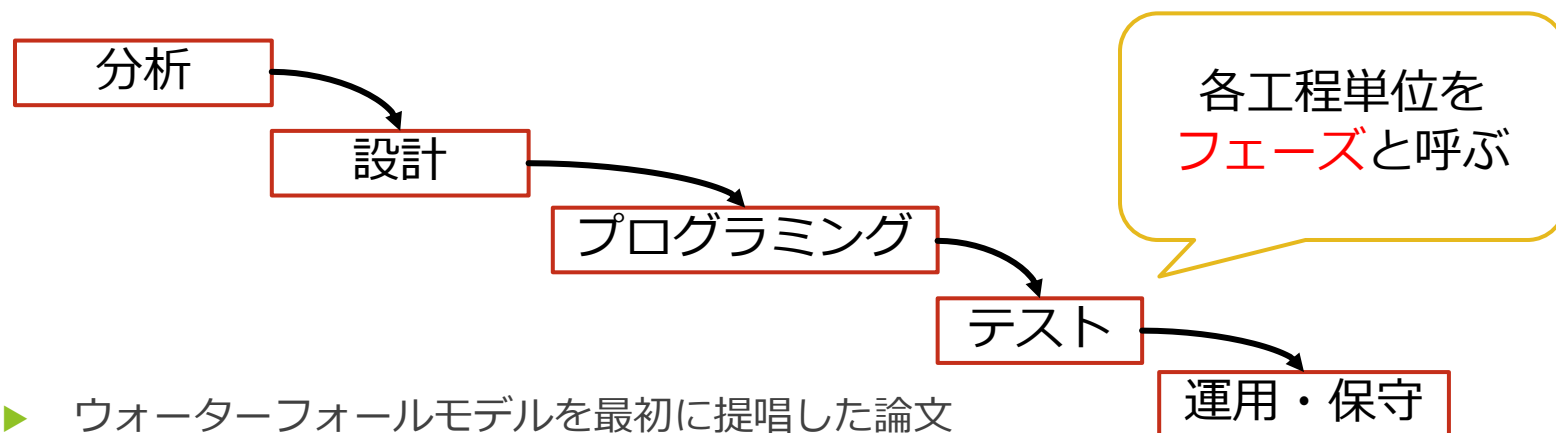 分析
設計
プログラミング
テスト
運用・保守
各工程単位を
フェーズと呼ぶ
ウォーターフォールモデルを最初に提唱した論文